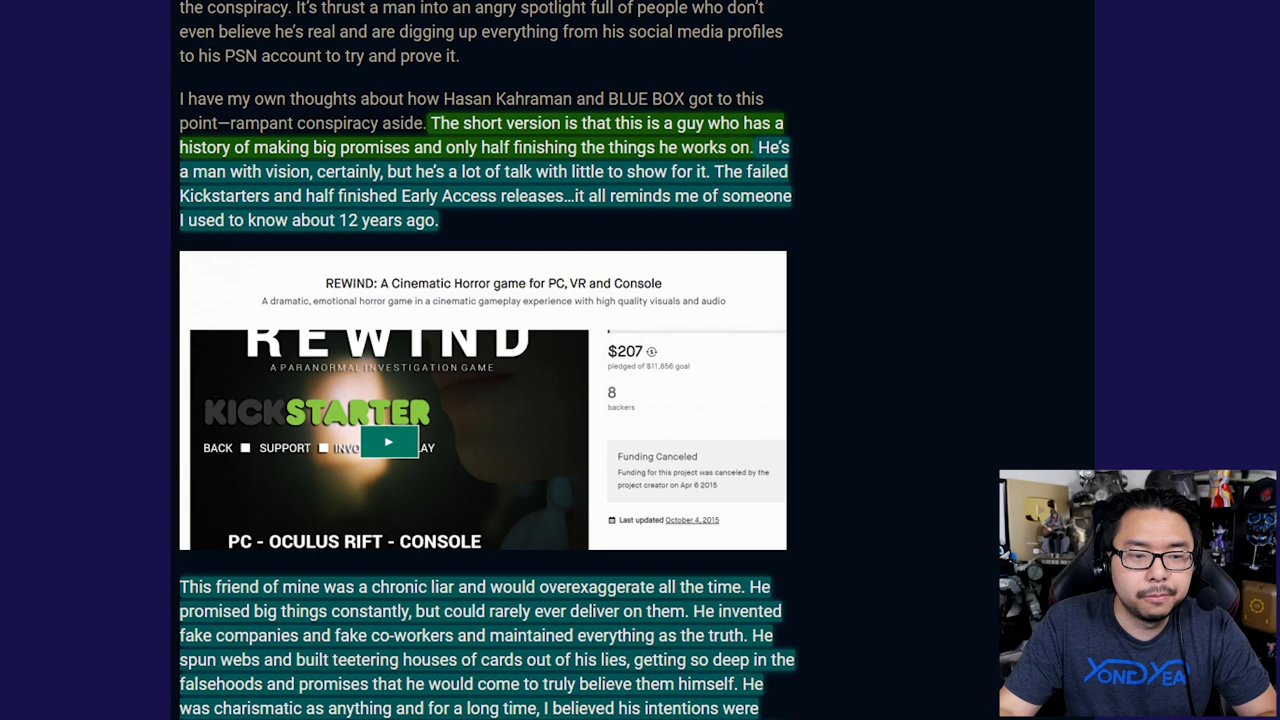 the conspiracy. It's thrust a man into an angry spotlight full of people who don't
even believe he's real and are digging up everything from his social media profiles
to his PSN account to try and prove it.
I have my own thoughts about how Hasan Kahraman and BLUE BOX got to this
point—rampant conspiracy aside. The short version is that this is a guy who has a
history of making big promises and only half finishing the things he works on. He's
a man with vision, certainly, but he's a lot of talk with little to show for it. The failed
Kickstarters and half finished Early Access releases…it all reminds me of someone
I used to know about 12 years ago.
REWIND: A Cinematic Horror game for PC, VR and Console
A dramatic, emotional horror game in a cinematic gameplay experience with high quality visuals and audio
REWIND
A PARANORMAL INVESTIGATION GAME
KICKSTARTER
BACK SUPPORT INVO AY
PC - OCULUS RIFT - CONSOLE
$207
pledged of $11,856 goal
8
backers
Funding Canceled
Funding for this project was canceled by the
project creator on Apr 6 2015
Last updated October 4, 2015
This friend of mine was a chronic liar and would overexaggerate all the time. He
promised big things constantly, but could rarely ever deliver on them. He invented
fake companies and fake co-workers and maintained everything as the truth. He
spun webs and built teetering houses of cards out of his lies, getting so deep in the
falsehoods and promises that he would come to truly believe them himself. He
was charismatic as anything and for a long time, I believed his intentions were
YONGYEA